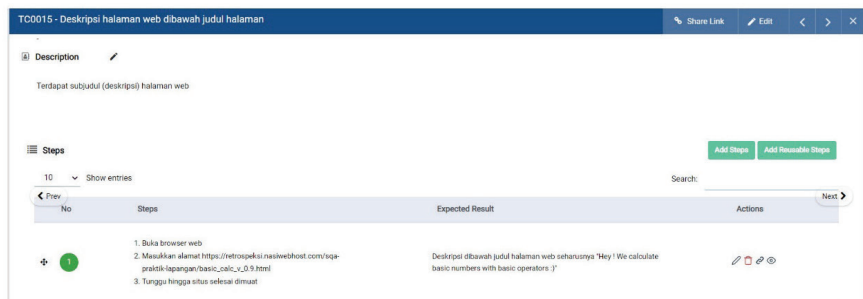 TC0015 - Deskripsi halaman web dibawah judul halaman
Share Link
Edit
Description
Terdapat subjudul (deskripsi) halaman web
Steps
Add Steps
Add Reusable Steps
10 Show entries
Search:
Prev
Next
No
Steps
Expected Result
Actions
1
1. Buka browser web
2. Masukkan alamat https://retrospeksi.nasiwebhost.com/sqa-
praktik-lapangan/basic_calc_v_0.9.html
3. Tunggu hingga situs selesai dimuat
Deskripsi dibawah judul halaman web seharusnya "Hey ! We calculate
basic numbers with basic operators :)"